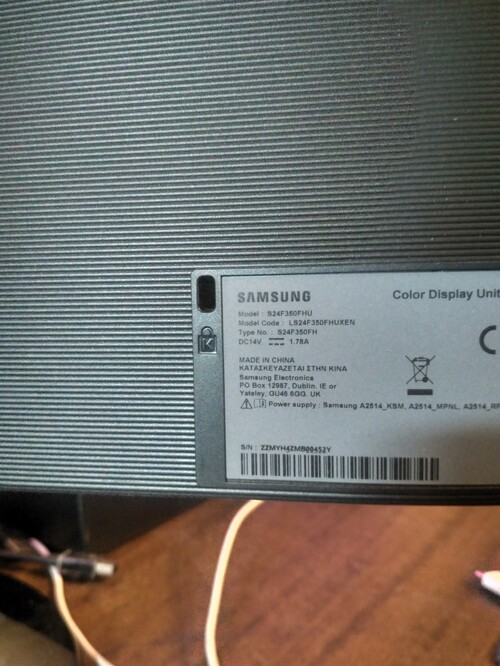 SAMSUNG
Color Display Unit
Model : S24F350FHU
Model Code : LS24F350FHUXEN
Type No. : S24F350FH
DC14V ⎓ 1.78A
MADE IN CHINA
ΚΑΤΑΣΚΕΥΑΖΕΤΑΙ ΣΤΗΝ ΚΙΝΑ
Samsung Electronics
PO Box 12987, Dublin. IE or
Yateley, GU46 6GG. UK
Power supply : Samsung A2514_KSM, A2514_MPNL, A2514_RP
S/N : ZZMYH4ZMB00452Y